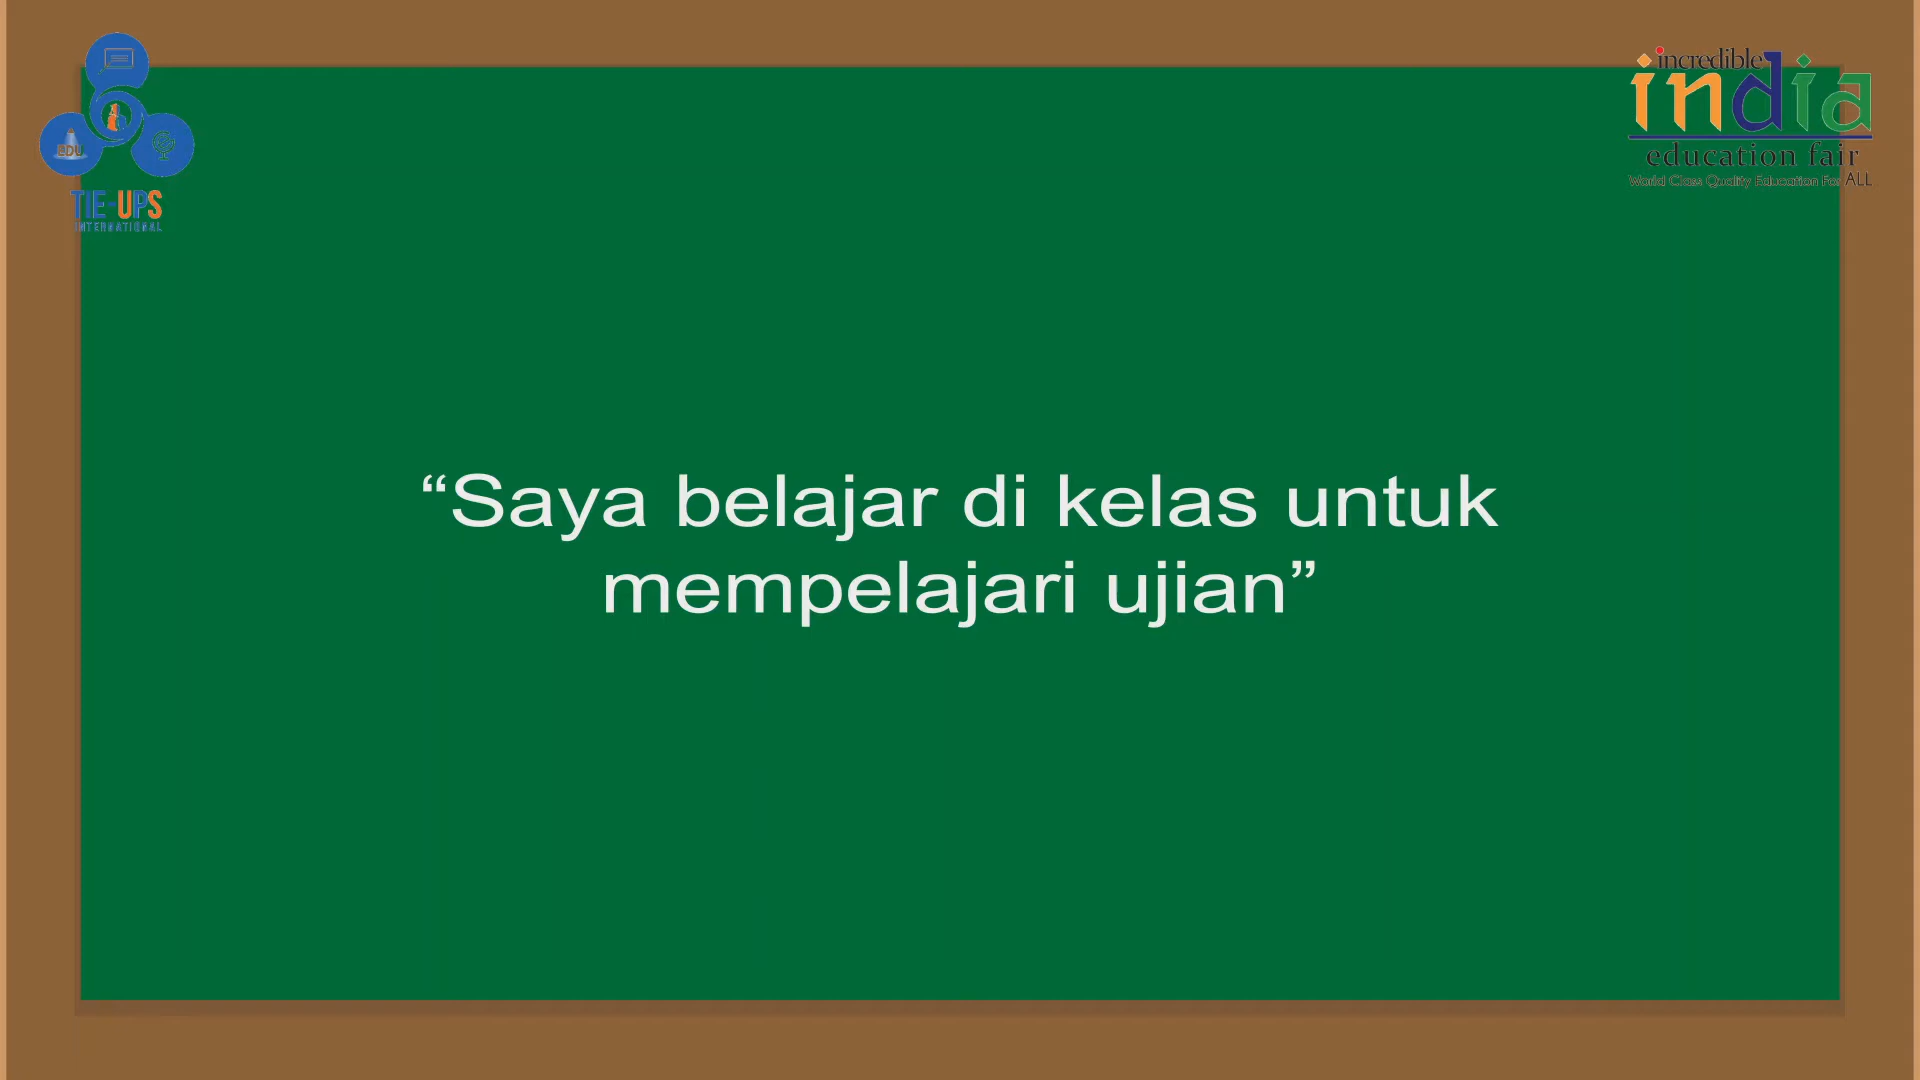 EDU
TIE-UPS
INTERNATIONAL
incredible
india
education fair
World Class Quality Education For ALL
“Saya belajar di kelas untuk
mempelajari ujian”